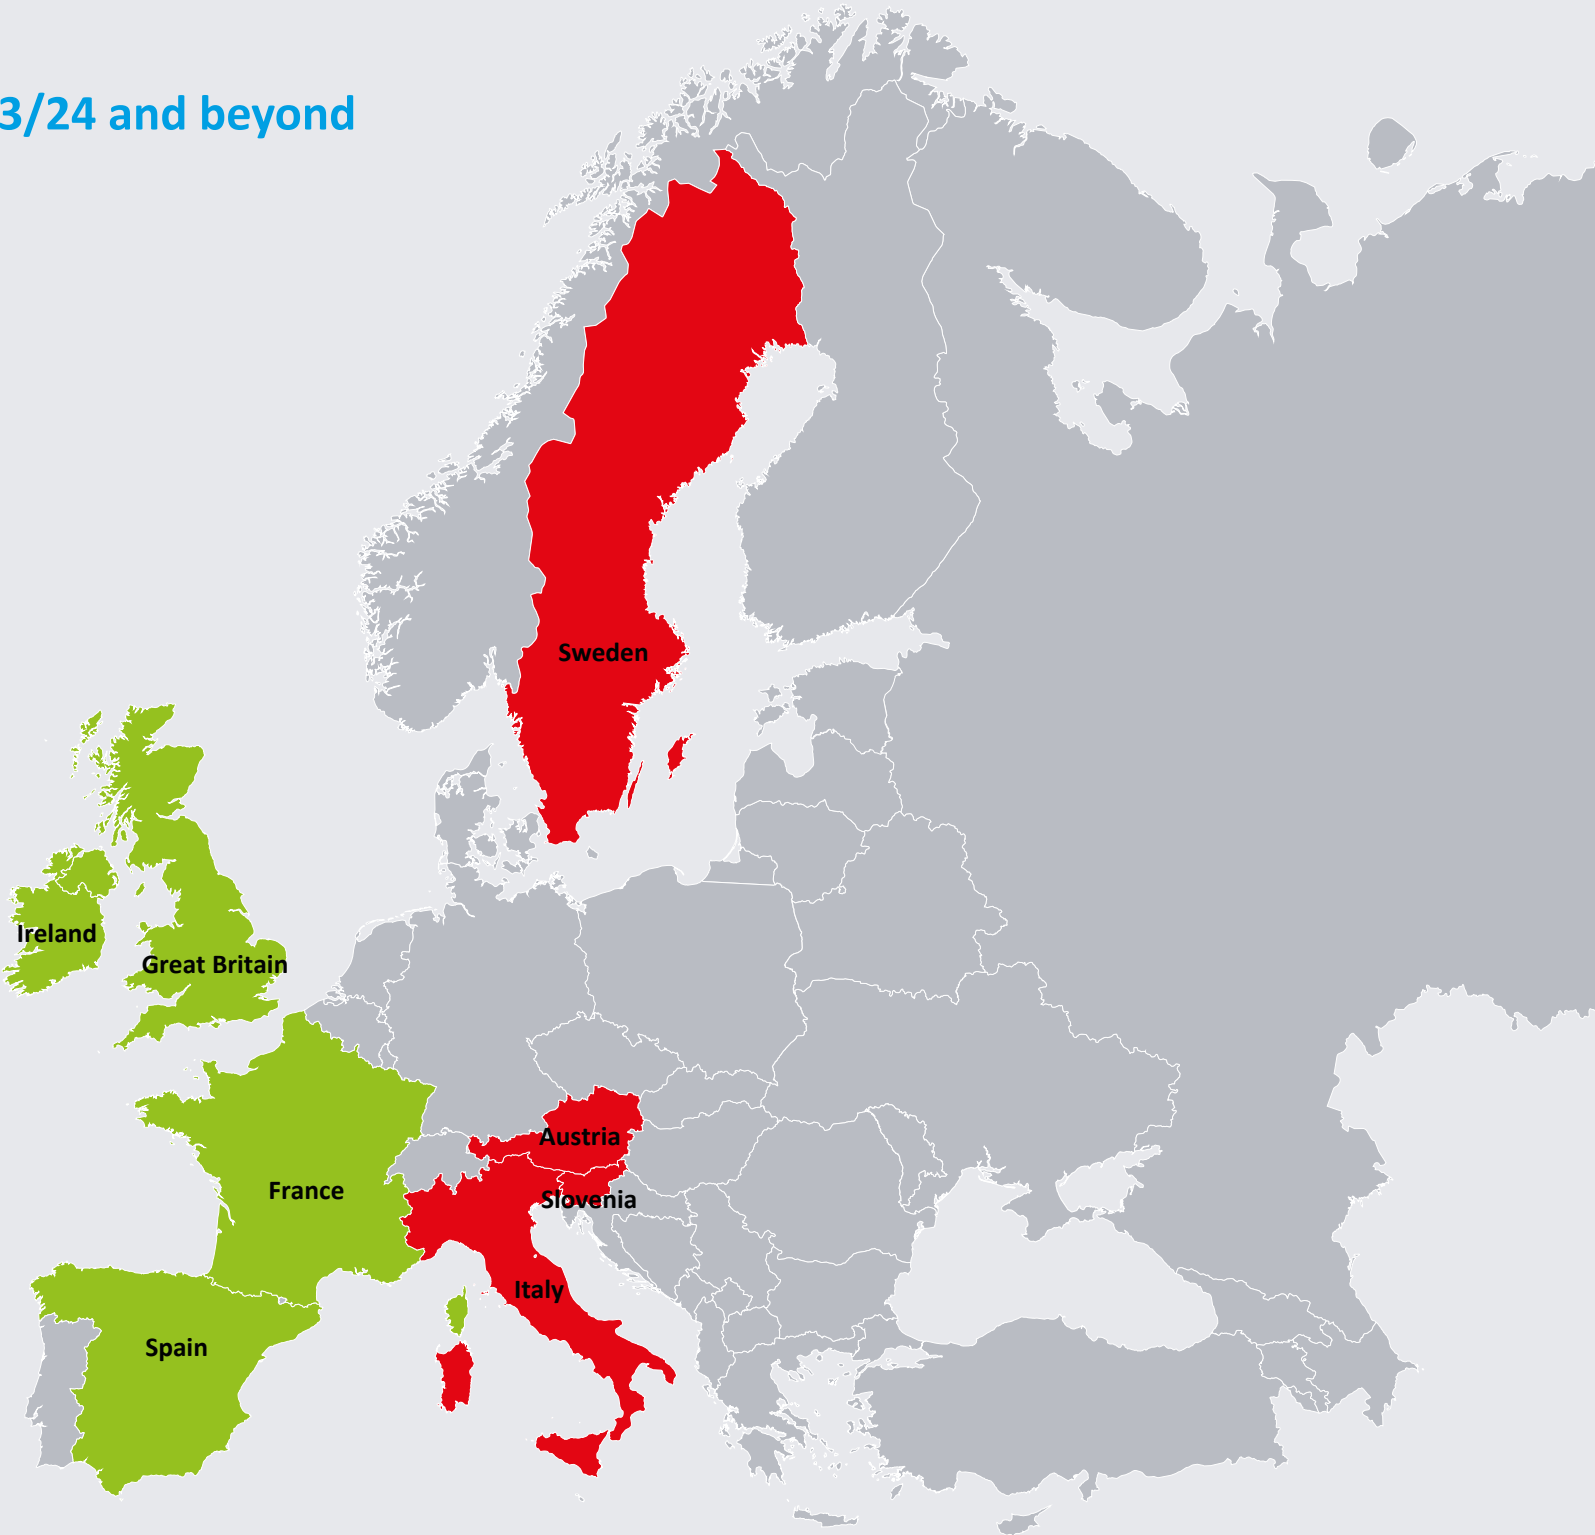 3/24 and beyond
Sweden
Ireland
Great Britain
Austria
France
Slovenia
Italy
Spain